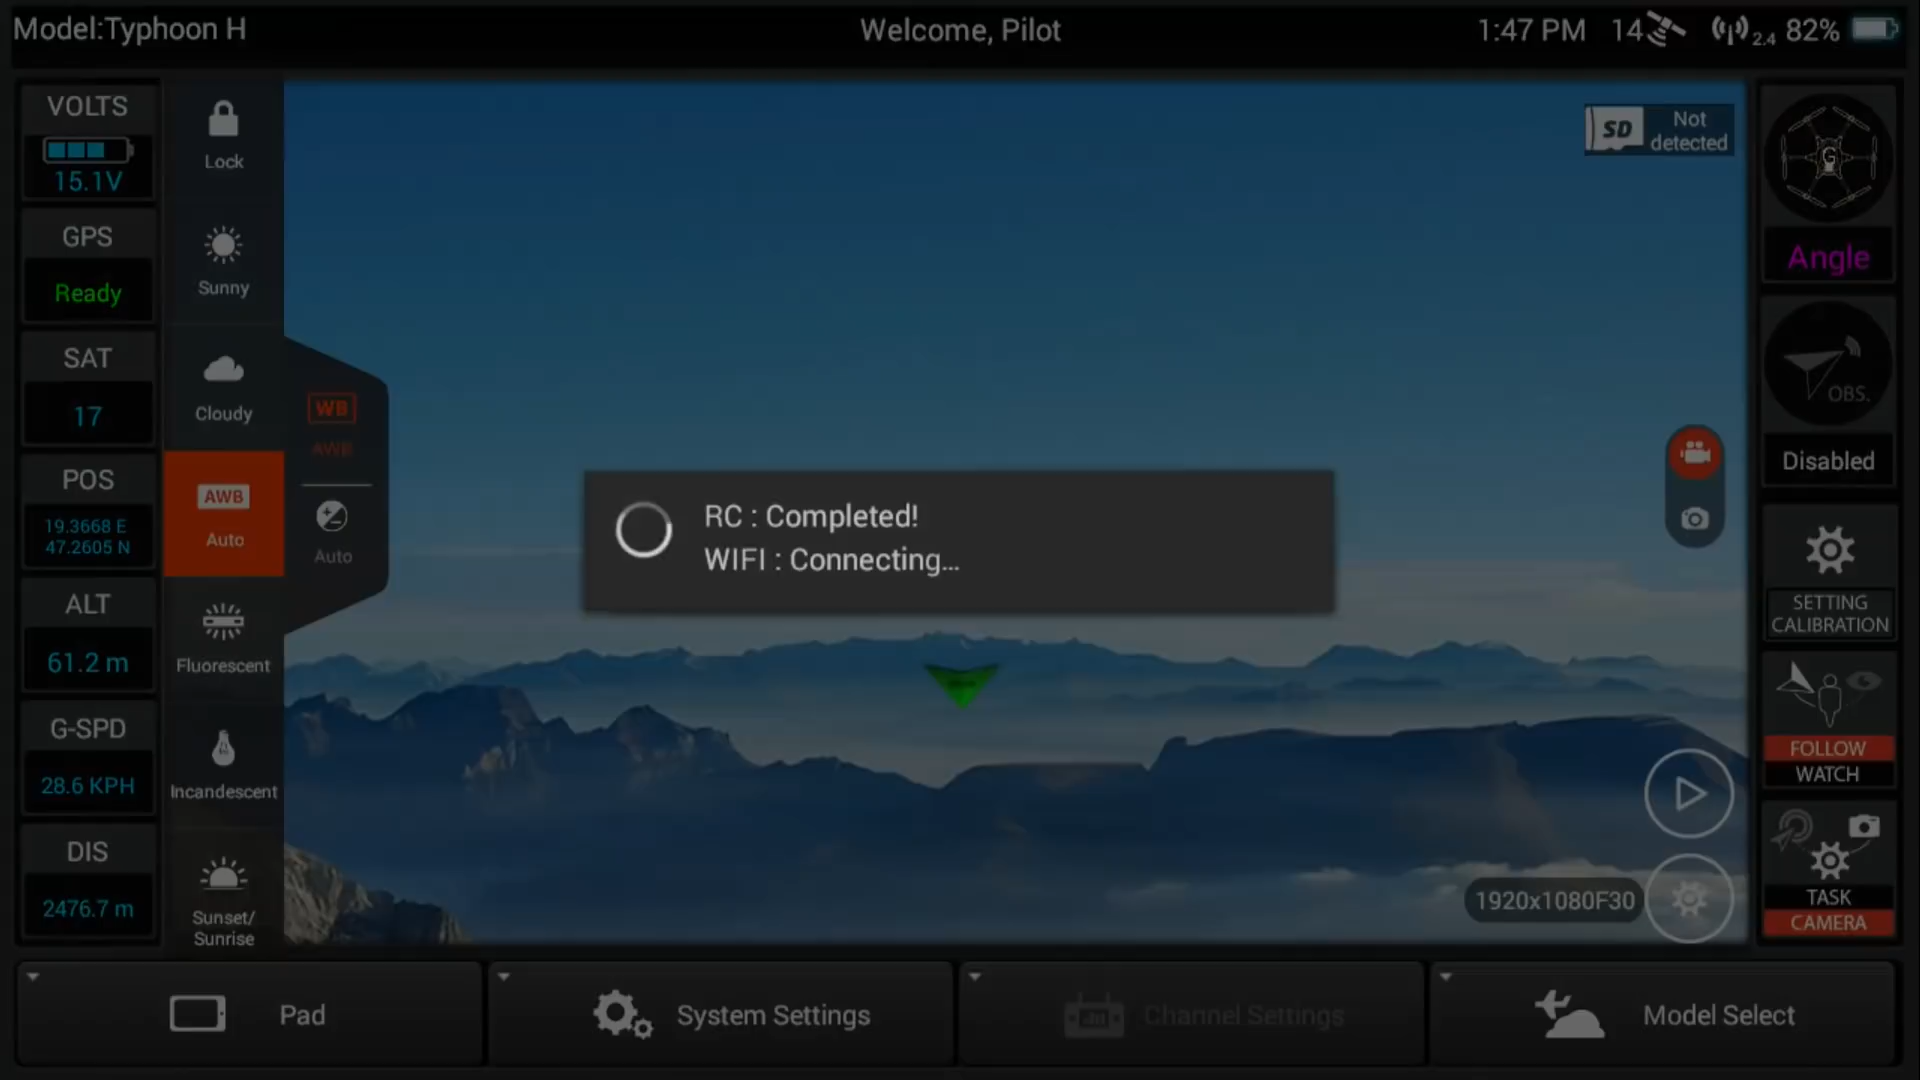 Model:Typhoon H
Welcome, Pilot
1:47 PM 14 2.4 82%
VOLTS
15.1V
GPS
Ready
SAT
17
POS
19.3668 E
47.2605 N
ALT
61.2 m
G-SPD
28.6 KPH
DIS
2476.7 m
Lock
Sunny
Cloudy
AWB
Auto
Fluorescent
Incandescent
Sunset/
Sunrise
WB
AWB
Auto
RC : Completed!
WIFI : Connecting...
SD
Not
detected
1920x1080F30
G
Angle
OBS.
Disabled
SETTING
CALIBRATION
FOLLOW
WATCH
TASK
CAMERA
Pad
System Settings
Channel Settings
Model Select